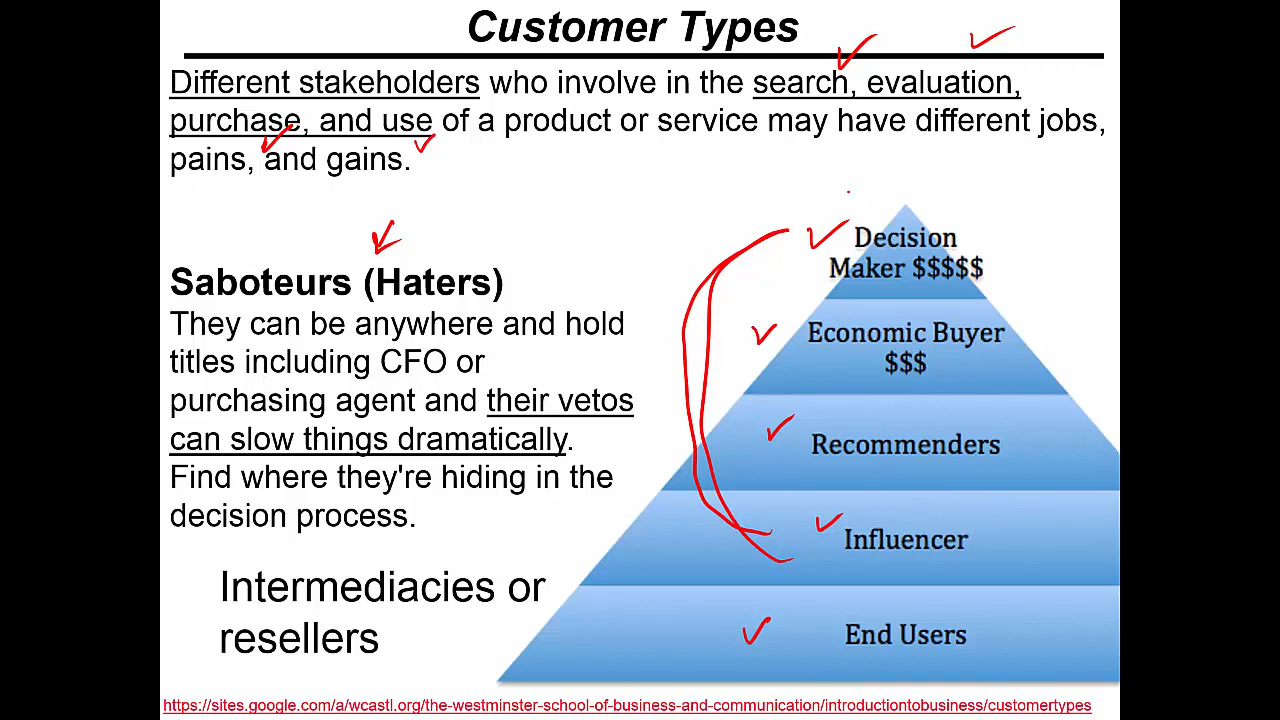 Customer Types
Different stakeholders who involve in the search, evaluation,
purchase, and use of a product or service may have different jobs,
pains, and gains.
Saboteurs (Haters)
They can be anywhere and hold
titles including CFO or
purchasing agent and their vetos
can slow things dramatically.
Find where they're hiding in the
decision process.
Intermediacies or
resellers
Decision
Maker $$$$$
Economic Buyer
$$$
Recommenders
Influencer
End Users
https://sites.google.com/a/wcastl.org/the-westminster-school-of-business-and-communication/introductiontobusiness/customertypes